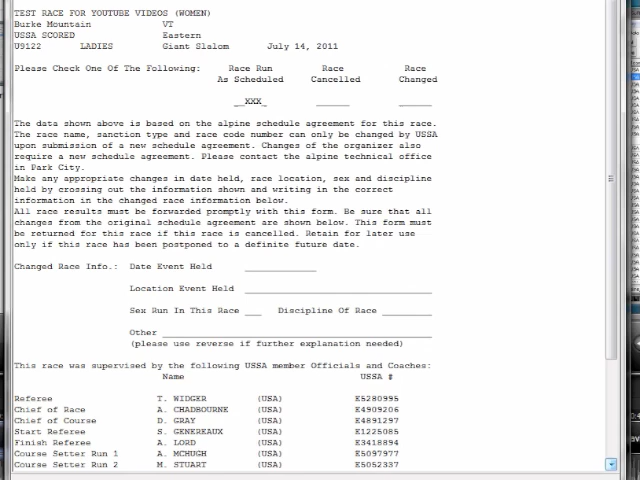 TEST RACE FOR YOUTUBE VIDEOS (WOMEN)
Burke Mountain VT
USSA SCORED Eastern
U9122 LADIES Giant Slalom July 14, 2011
Please Check One Of The Following: Race Run Race Race
As Scheduled Cancelled Changed
__XXX_ ______ ______
The data shown above is based on the alpine schedule agreement for this race.
The race name, sanction type and race code number can only be changed by USSA
upon submission of a new schedule agreement. Changes of the organizer also
require a new schedule agreement. Please contact the alpine technical office
in Park City.
Make any appropriate changes in date held, race location, sex and discipline
held by crossing out the information shown and writing in the correct
information in the changed race information below.
All race results must be forwarded promptly with this form. Be sure that all
changes from the original schedule agreement are shown below. This form must
be returned for this race if this race is cancelled. Retain for later use
only if this race has been postponed to a definite future date.
Changed Race Info.: Date Event Held _____________
Location Event Held __________________________
Sex Run In This Race ___ Discipline Of Race _______
Other ______________________________________
(please use reverse if further explanation needed)
This race was supervised by the following USSA member Officials and Coaches:
Name USSA #
Referee T. WIDGER (USA) E5280995
Chief of Race A. CHADBOURNE (USA) E4909206
Chief of Course D. GRAY (USA) E4891297
Start Referee S. GENEREAUX (USA) E1225085
Finish Referee A. LORD (USA) E3418894
Course Setter Run 1 A. MCHUGH (USA) E5097977
Course Setter Run 2 M. STUART (USA) E5052337